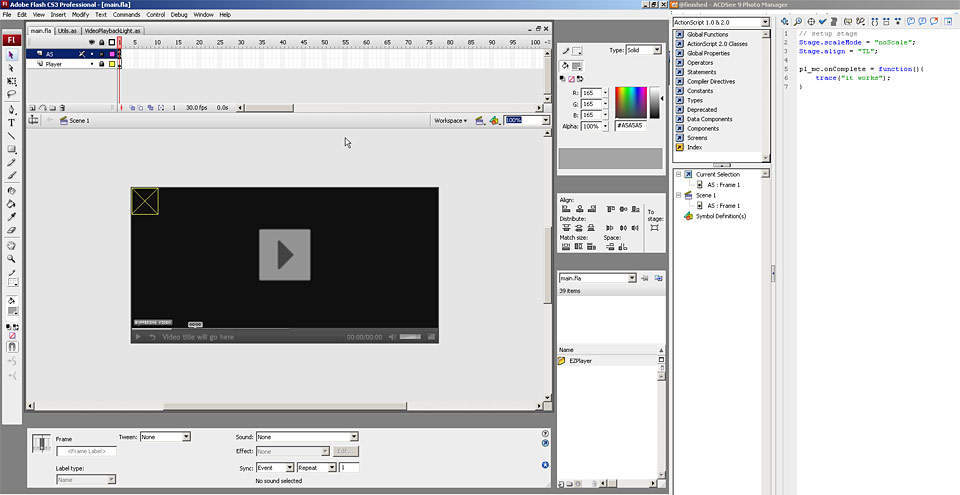 Adobe Flash CS3 Professional - [main.fla]
@finished - ACDSee 9 Photo Manager
File Edit View Insert Modify Text Commands Control Debug Window Help
main.fla Utils.as VideoPlaybackLight.as
1 5 10 15 20 25 30 35 40 45 50 55 60 65 70 75 80 85 90 95 100
AS
Player
1 30.0 fps 0.0s
Scene 1
Workspace
100%
BUFFERING VIDEO
00:00
Video title will go here
00:00/00:00
Frame
<Frame Label>
Label type:
Name
Tween: None
Sound: None
Effect: None
Edit...
Sync: Event Repeat 1
No sound selected
Type: Solid
R: 165
G: 165
B: 165
Alpha: 100%
#A5A5A5
Align:
Distribute:
Match size: Space:
To stage:
main.fla
39 items
Name
EZPlayer
ActionScript 1.0 & 2.0
Global Functions
ActionScript 2.0 Classes
Global Properties
Operators
Statements
Compiler Directives
Constants
Types
Deprecated
Data Components
Components
Screens
Index
Current Selection
AS : Frame 1
Scene 1
AS : Frame 1
Symbol Definition(s)
1 // setup stage
2 Stage.scaleMode = "noScale";
3 Stage.align = "TL";
4
5 pl_mc.onComplete = function(){
6 trace("it works");
7 }